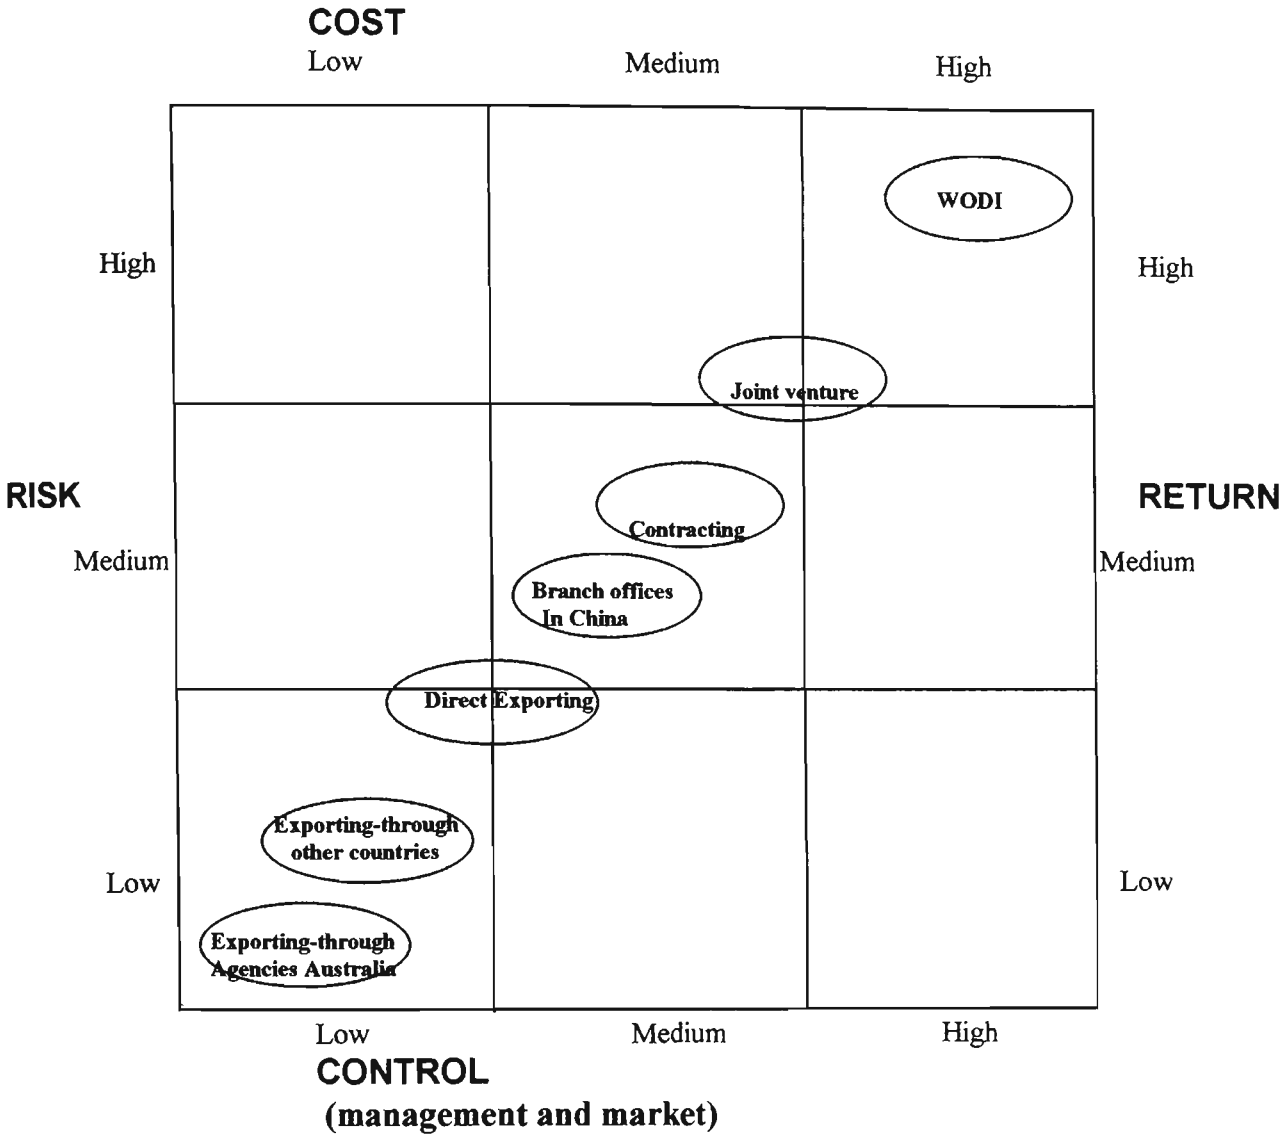 COST
Low Medium High
WODI
High High
Joint venture
RISK RETURN
Contracting
Medium Medium
Branch offices
In China
Direct Exporting
Exporting-through
other countries
Low Low
Exporting-through
Agencies Australia
Low Medium High
CONTROL
(management and market)